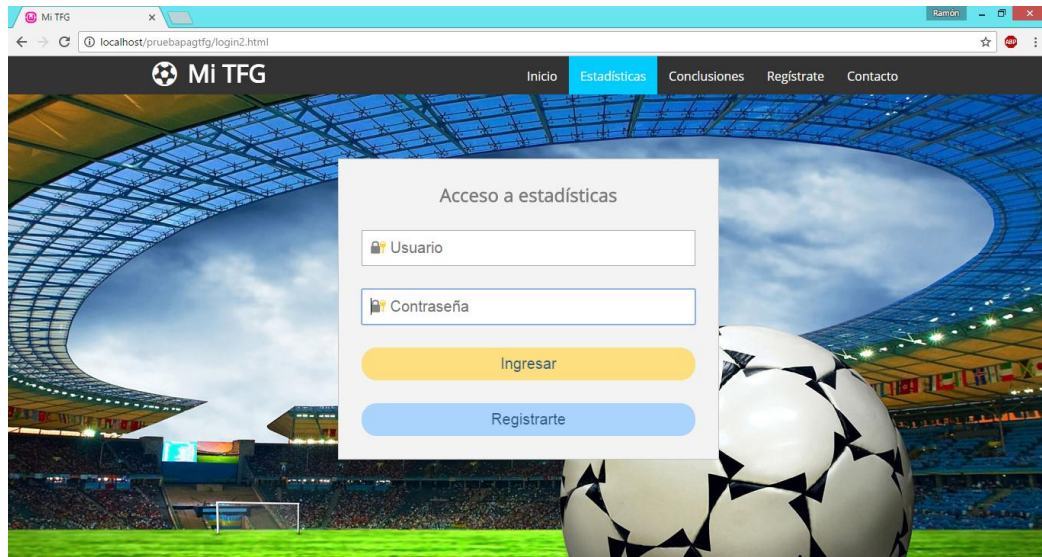 Mi TFG
Ramón
localhost/pruebapagtfg/login2.html
ABP
Mi TFG
Inicio Estadísticas Conclusiones Regístrate Contacto
Acceso a estadísticas
Usuario
Contraseña
Ingresar
Registrarte